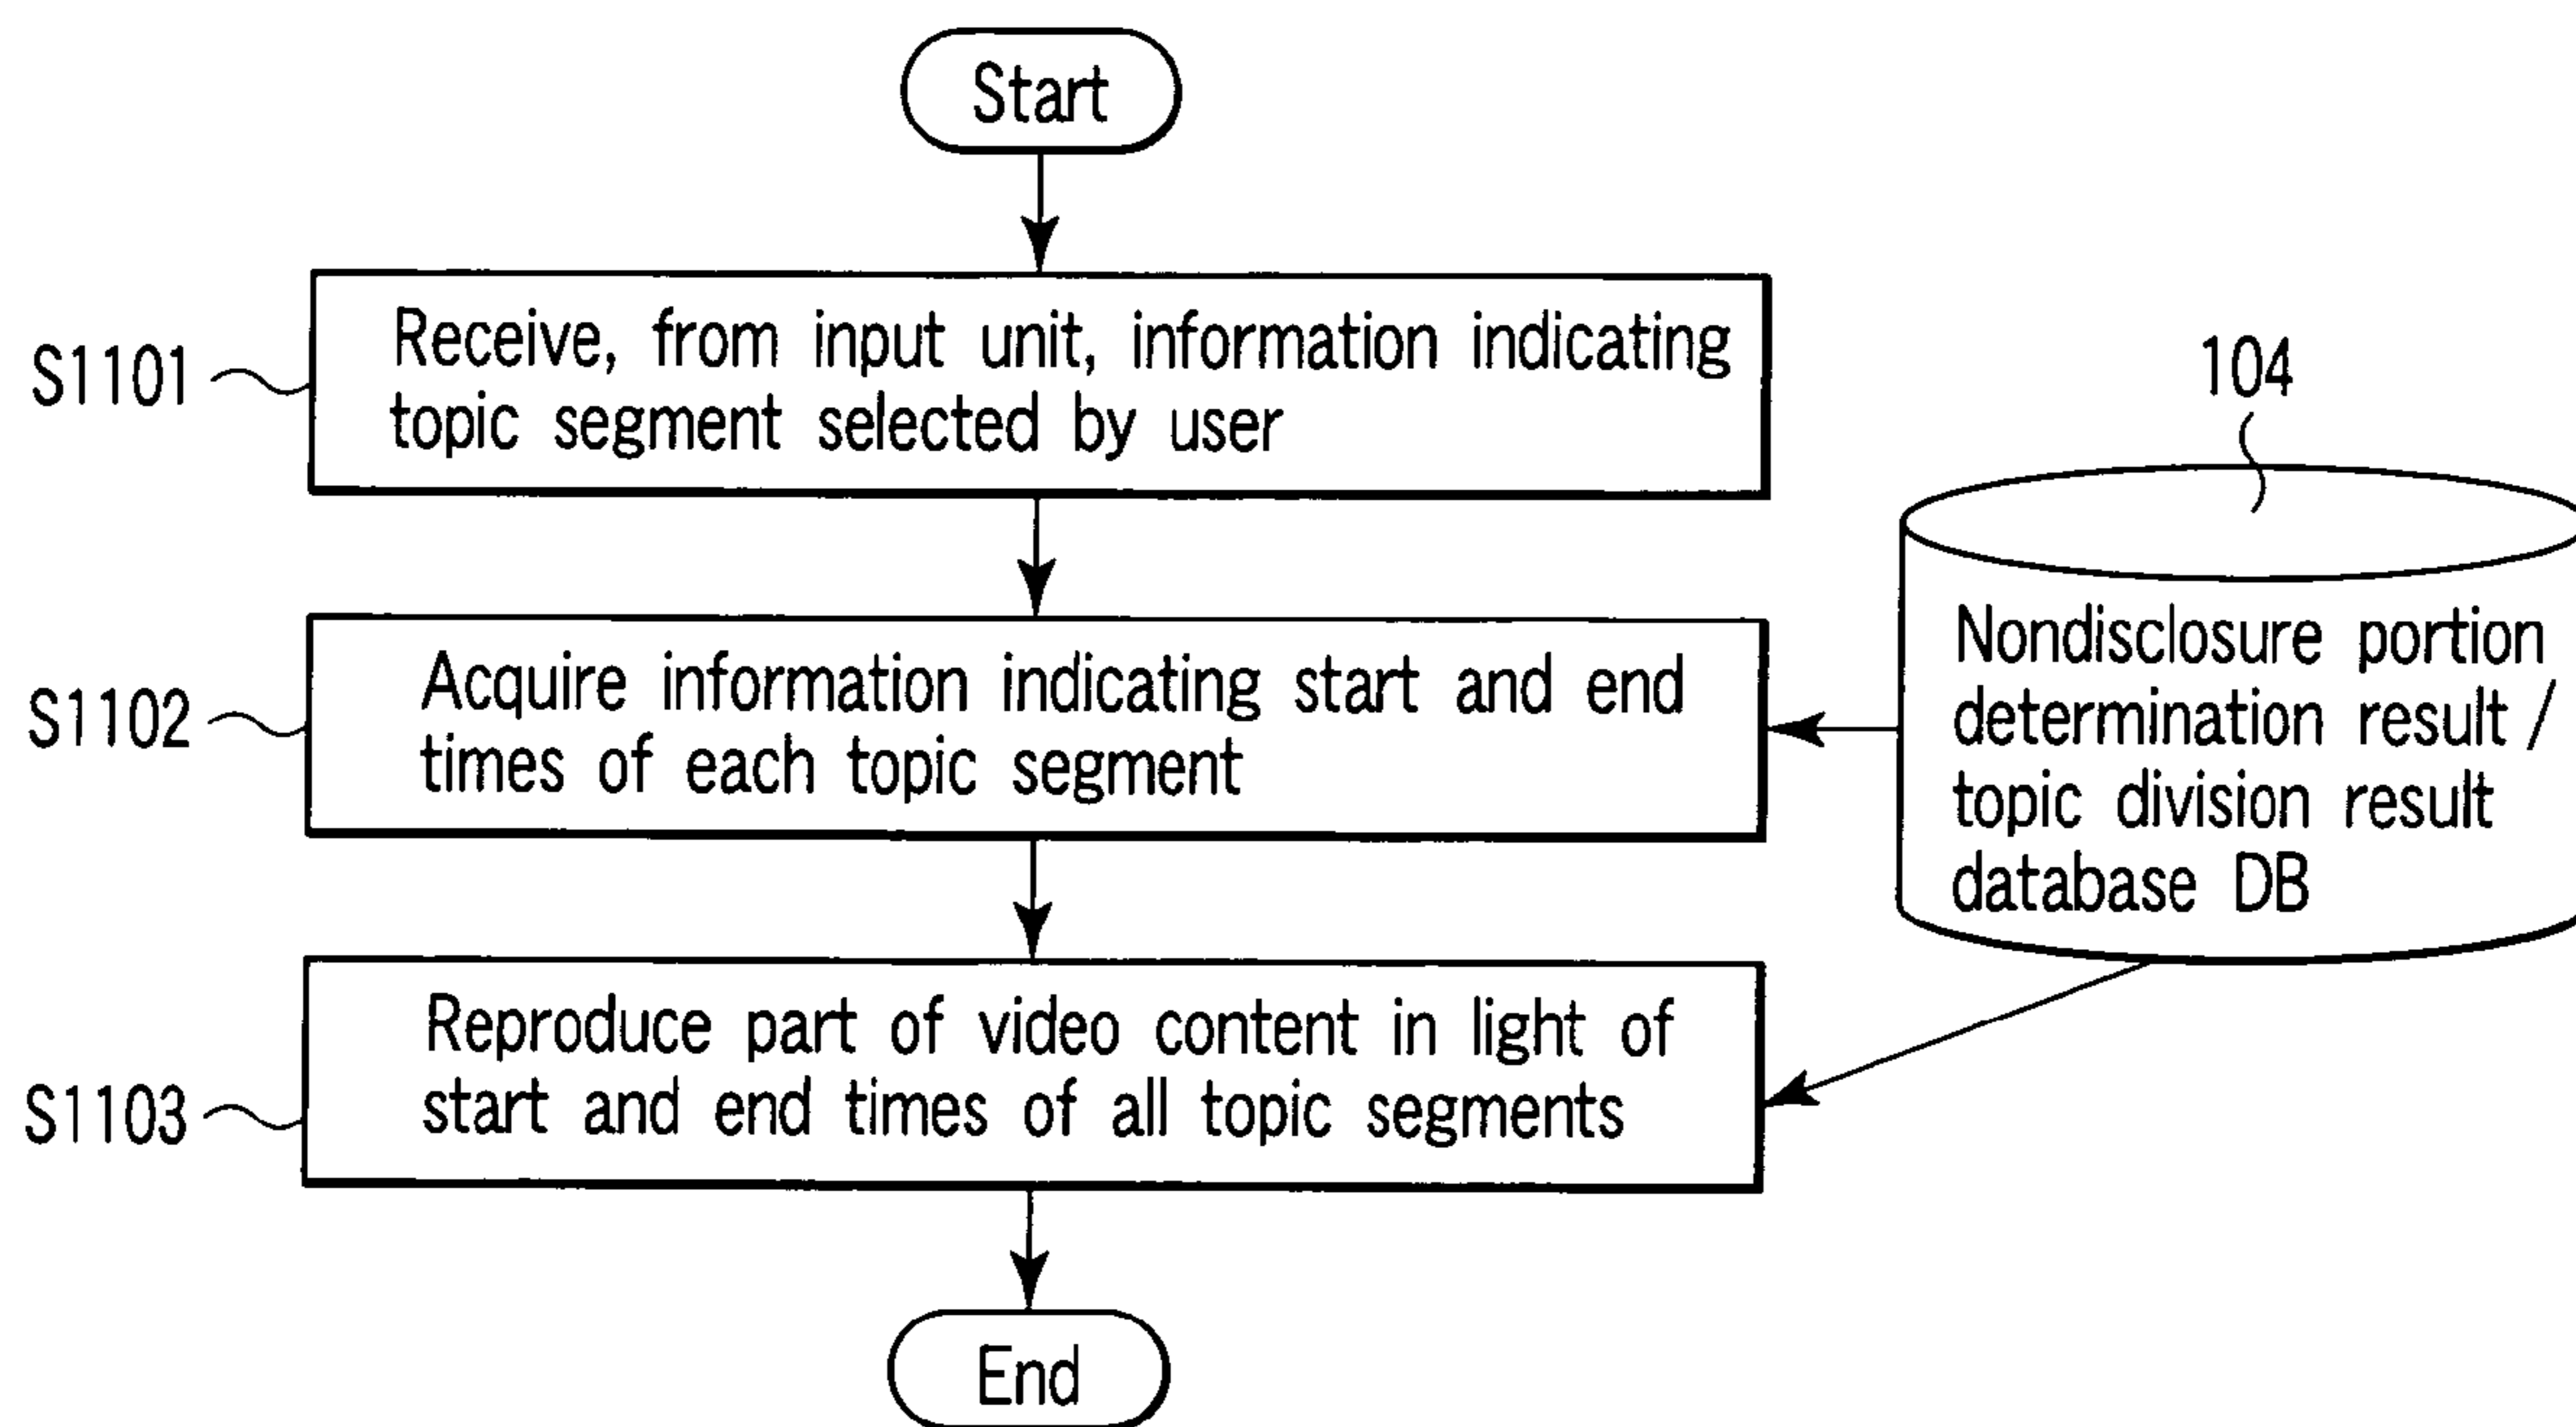 Start
S1101
Receive, from input unit, information indicating
topic segment selected by user
104
S1102
Acquire information indicating start and end
times of each topic segment
Nondisclosure portion
determination result /
topic division result
database DB
S1103
Reproduce part of video content in light of
start and end times of all topic segments
End